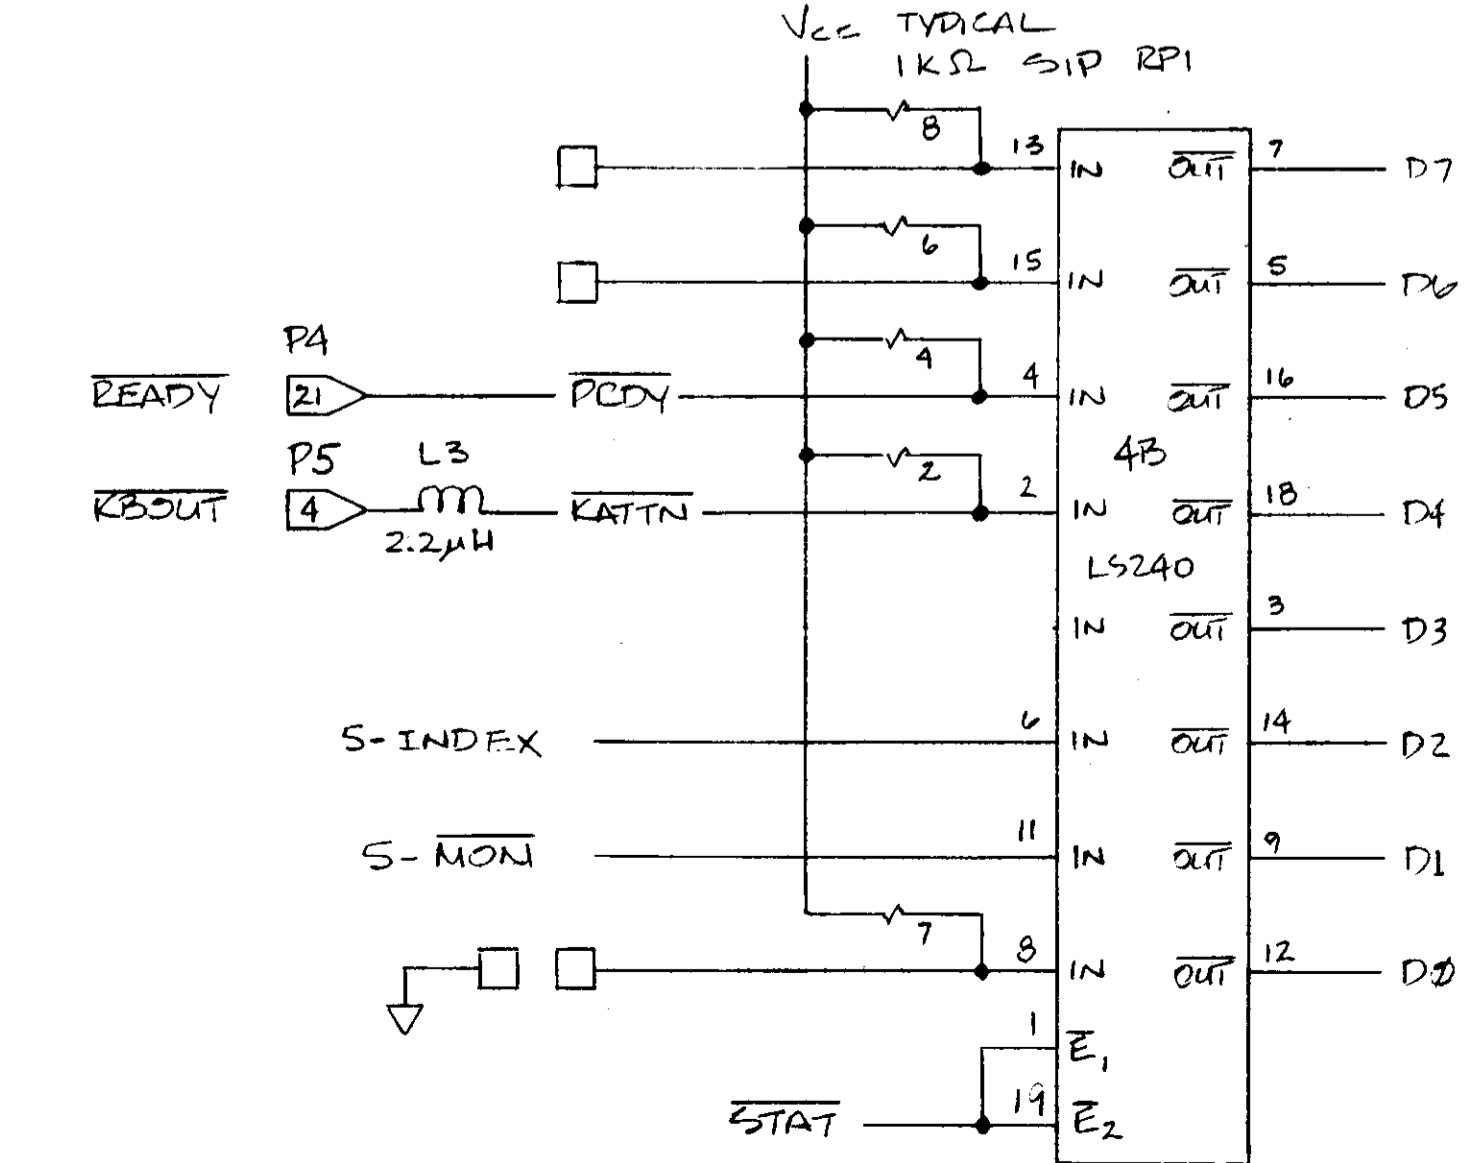 Vcc TYPICAL
1KΩ SIP RP1
8
13 IN OUT 7 D7
6
15 IN OUT 5 D6
P4
4
READY 21 PCDY 4 IN OUT 16 D5
P5 L3 4B
2
KBOUT 4 KATTN 2 IN OUT 18 D4
2.2µH
LS240
IN OUT 3 D3
S-INDEX 6 IN OUT 14 D2
S-MON 11 IN OUT 9 D1
7
8 IN OUT 12 D0
1 E1
STAT 19 E2